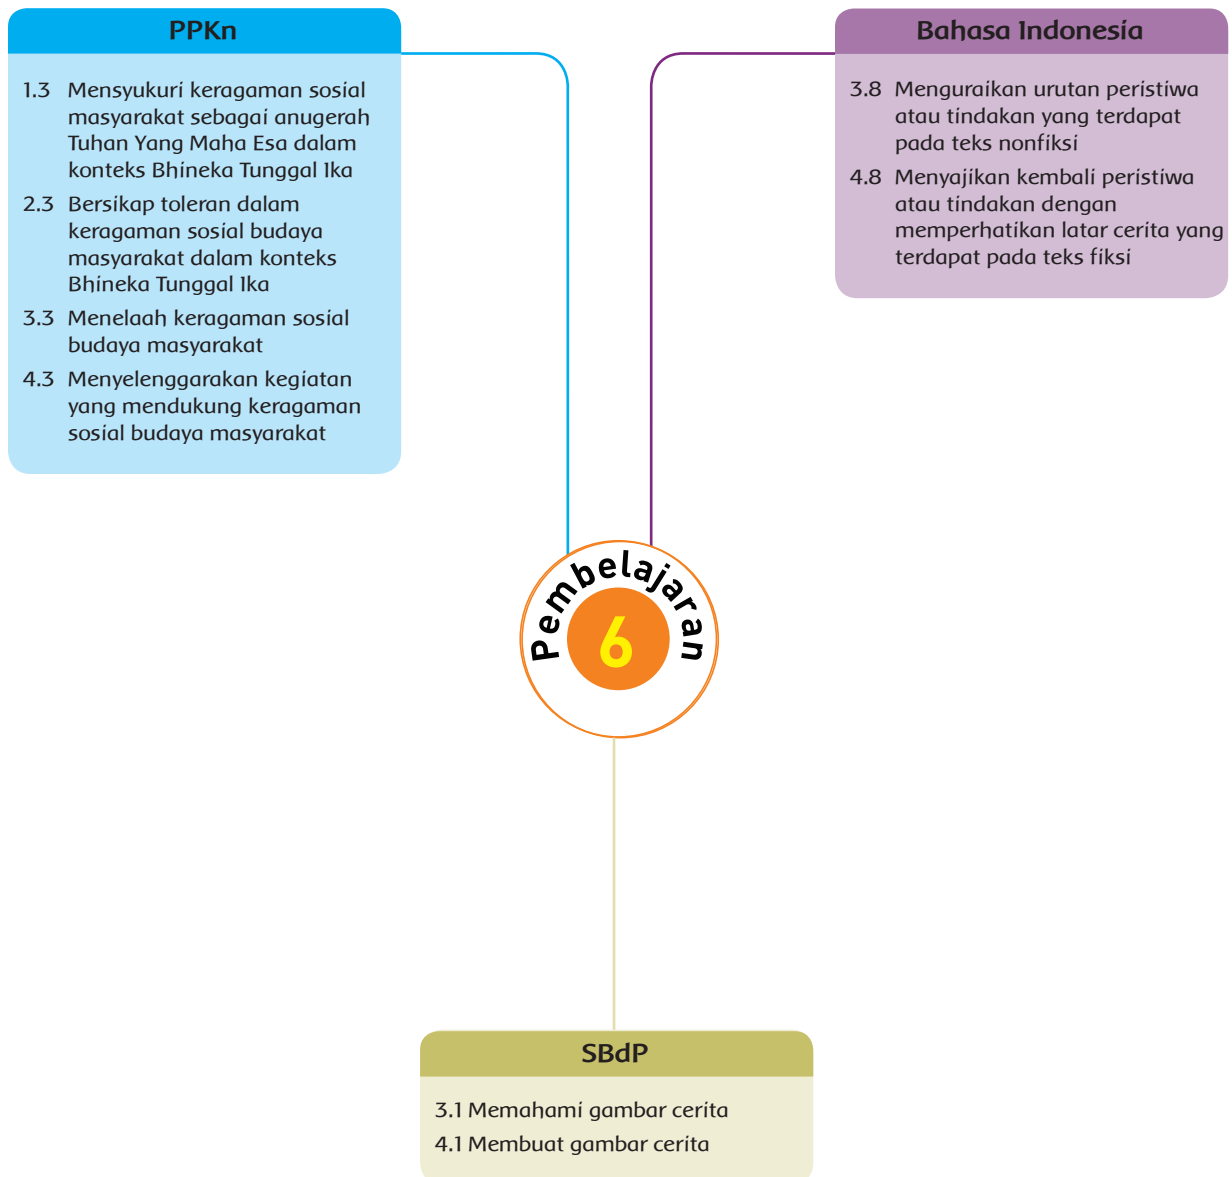 PPKn
1.3 Mensyukuri keragaman sosial
masyarakat sebagai anugerah
Tuhan Yang Maha Esa dalam
konteks Bhineka Tunggal Ika
2.3 Bersikap toleran dalam
keragaman sosial budaya
masyarakat dalam konteks
Bhineka Tunggal Ika
3.3 Menelaah keragaman sosial
budaya masyarakat
4.3 Menyelenggarakan kegiatan
yang mendukung keragaman
sosial budaya masyarakat
Bahasa Indonesia
3.8 Menguraikan urutan peristiwa
atau tindakan yang terdapat
pada teks nonfiksi
4.8 Menyajikan kembali peristiwa
atau tindakan dengan
memperhatikan latar cerita yang
terdapat pada teks fiksi
Pembelajaran
6
SBdP
3.1 Memahami gambar cerita
4.1 Membuat gambar cerita